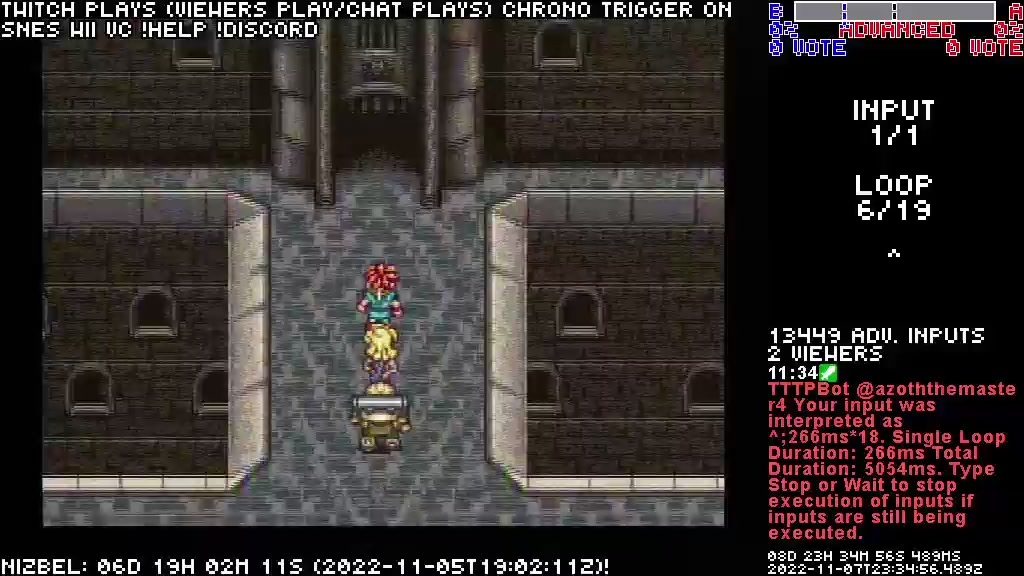 TWITCH PLAYS (VIEWERS PLAY/CHAT PLAYS) CHRONO TRIGGER ON
SNES WII VC !HELP !DISCORD
B A
0% ADVANCED 0%
0 VOTE 0 VOTE
INPUT
1/1
LOOP
6/19
^
13449 ADV. INPUTS
2 VIEWERS
11:34
TTTPBot @azoththemaste
r4 Your input was
interpreted as
^;266ms*18. Single Loop
Duration: 266ms Total
Duration: 5054ms. Type
Stop or Wait to stop
execution of inputs if
inputs are still being
executed.
08D 23H 34M 56S 489MS
2022-11-07T23:34:56.489Z
NIZBEL: 06D 19H 02M 11S (2022-11-05T19:02:11Z)!